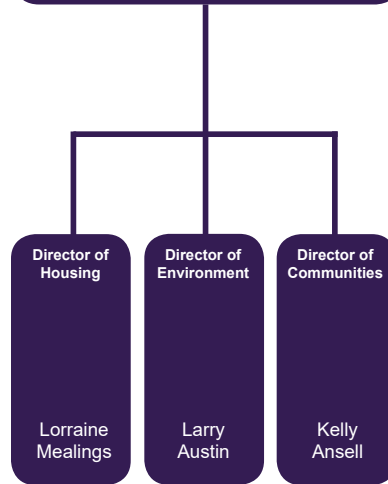 Director of
Housing
Lorraine
Mealings
Director of
Environment
Larry
Austin
Director of
Communities
Kelly
Ansell